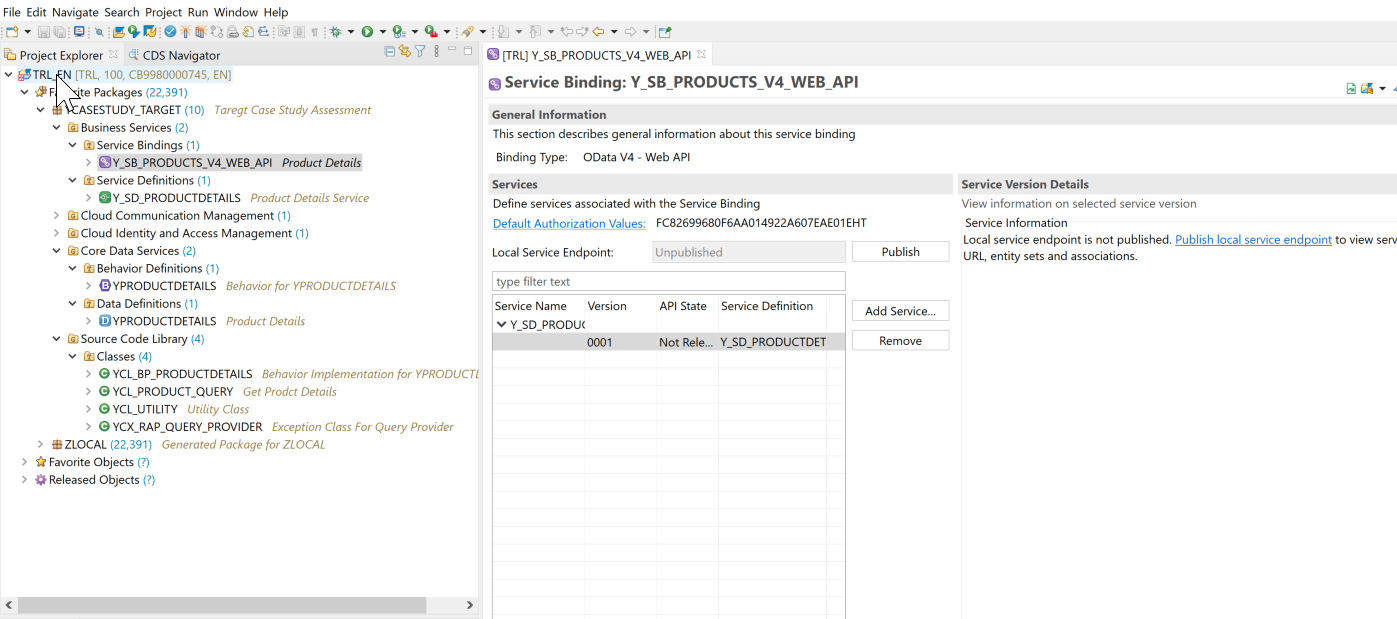 File Edit Navigate Search Project Run Window Help
Project Explorer
CDS Navigator
TRL_EN [TRL, 100, CB9980000745, EN]
Packages (22,391)
CASESTUDY_TARGET (10) Taregt Case Study Assessment
Business Services (2)
Service Bindings (1)
Y_SB_PRODUCTS_V4_WEB_API Product Details
Service Definitions (1)
Y_SD_PRODUCTDETAILS Product Details Service
Cloud Communication Management (1)
Cloud Identity and Access Management (1)
Core Data Services (2)
Behavior Definitions (1)
YPRODUCTDETAILS Behavior for YPRODUCTDETAILS
Data Definitions (1)
YPRODUCTDETAILS Product Details
Source Code Library (4)
Classes (4)
YCL_BP_PRODUCTDETAILS Behavior Implementation for YPRODUCTD
YCL_PRODUCT_QUERY Get Prodct Details
YCL_UTILITY Utility Class
YCX_RAP_QUERY_PROVIDER Exception Class For Query Provider
ZLOCAL (22,391) Generated Package for ZLOCAL
Favorite Objects (?)
Released Objects (?)
[TRL] Y_SB_PRODUCTS_V4_WEB_API
Service Binding: Y_SB_PRODUCTS_V4_WEB_API
General Information
This section describes general information about this service binding
Binding Type: OData V4 - Web API
Services
Define services associated with the Service Binding
Default Authorization Values: FC82699680F6AA014922A607EAE01EHT
Local Service Endpoint: Unpublished Publish
type filter text
Service Name Version API State Service Definition
Y_SD_PRODUC
0001 Not Rele... Y_SD_PRODUCTDET
Add Service...
Remove
Service Version Details
View information on selected service version
Service Information
Local service endpoint is not published. Publish local service endpoint to view serv
URL, entity sets and associations.